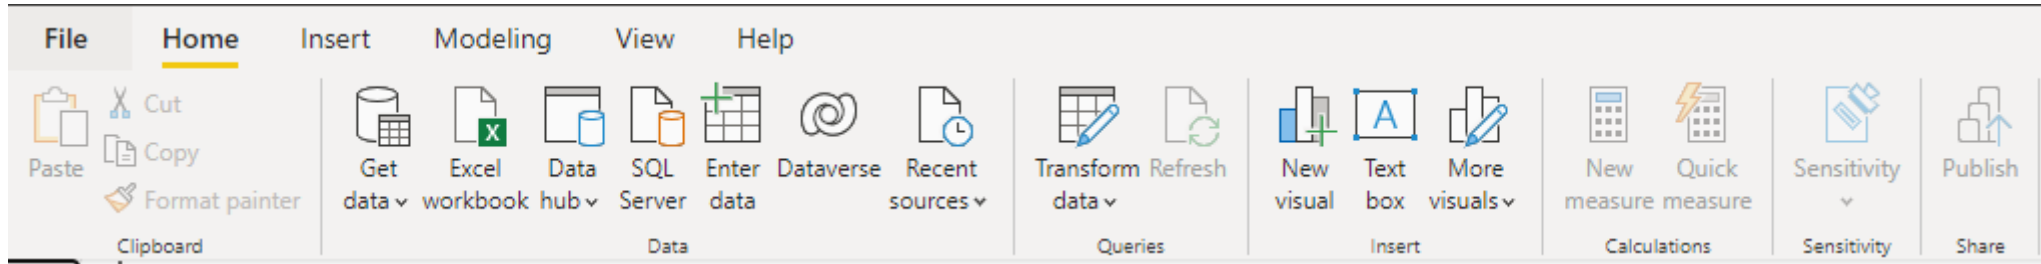 File Home Insert Modeling View Help
Paste
Cut
Copy
Format painter
Clipboard
Get
data
Excel
workbook
X
Data
hub
SQL
Server
Enter
data
Dataverse
Recent
sources
Data
Transform
data
Refresh
Queries
New
visual
A
Text
box
More
visuals
Insert
New
measure
Quick
measure
Calculations
Sensitivity
Sensitivity
Publish
Share